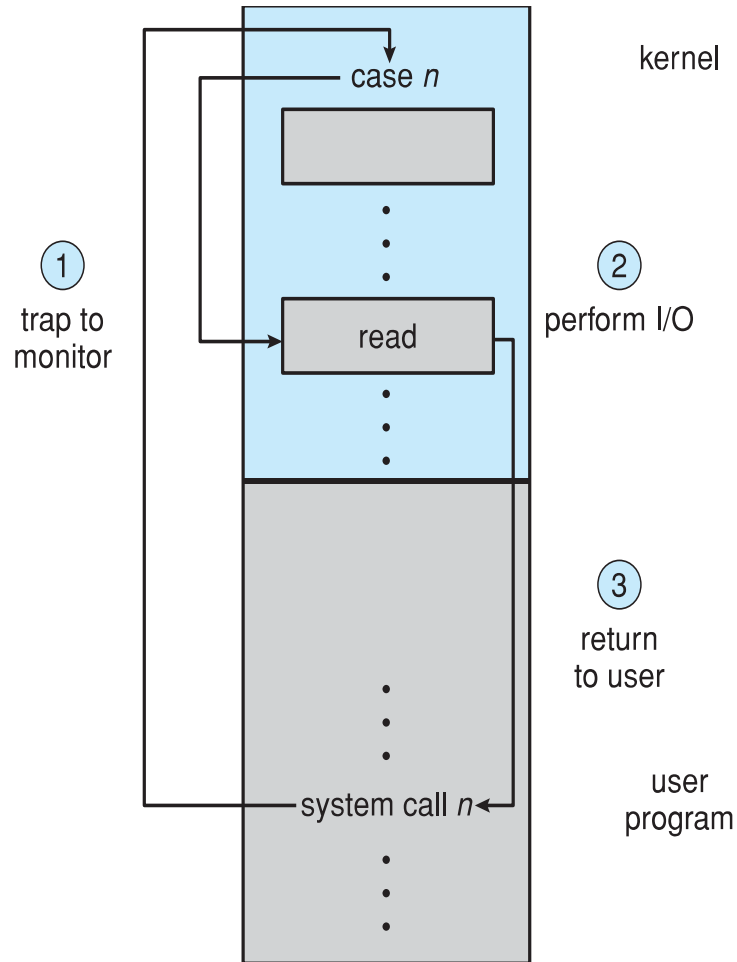 kernel
case n
1
trap to
monitor
2
perform I/O
read
3
return
to user
user
program
system call n